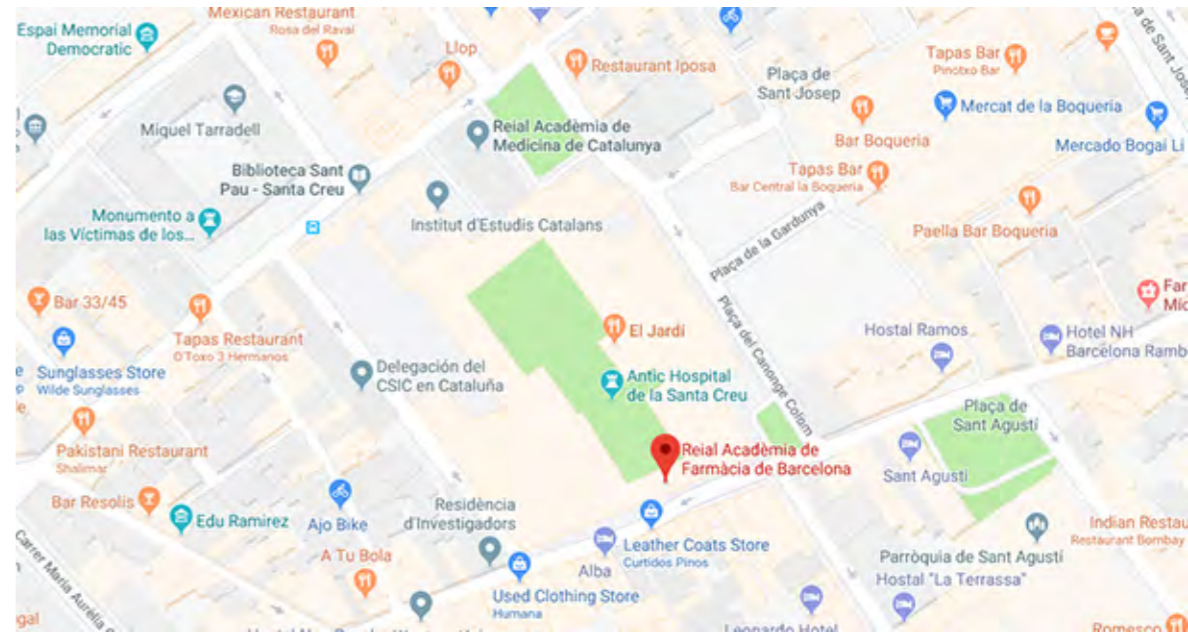 Mexican Restaurant
Rosa del Raval
Espai Memorial
Democratic
Llop
Restaurant Iposa
Plaça de
Sant Josep
Tapas Bar
Pinotxo Bar
Mercat de la Boqueria
Mercado Bogai Li
Miquel Tarradell
Reial Acadèmia de
Medicina de Catalunya
Bar Boqueria
Biblioteca Sant
Pau - Santa Creu
Tapas Bar
Bar Central la Boqueria
Monumento a
las Víctimas de los...
Institut d'Estudis Catalans
Plaça de la Gardunya
Paella Bar Boqueria
Bar 33/45
Tapas Restaurant
O'Toxo 3 Hermanos
El Jardí
Plaça del Canonge Colom
Hostal Ramos
Hotel NH
Barcelona Ramb
Sunglasses Store
Wilde Sunglasses
Delegación del
CSIC en Cataluña
Antic Hospital
de la Santa Creu
Plaça de
Sant Agustí
Pakistani Restaurant
Shalimar
Reial Acadèmia de
Farmàcia de Barcelona
Sant Agustí
Bar Resolis
Edu Ramirez
Ajo Bike
Residència
d'Investigadors
A Tu Bola
Leather Coats Store
Curtidos Pinos
Alba
Used Clothing Store
Humana
Indian Restau
Restaurant Bombay
Parròquia de Sant Agustí
Hostal "La Terrassa"
Leonardo Hotel
Romesco